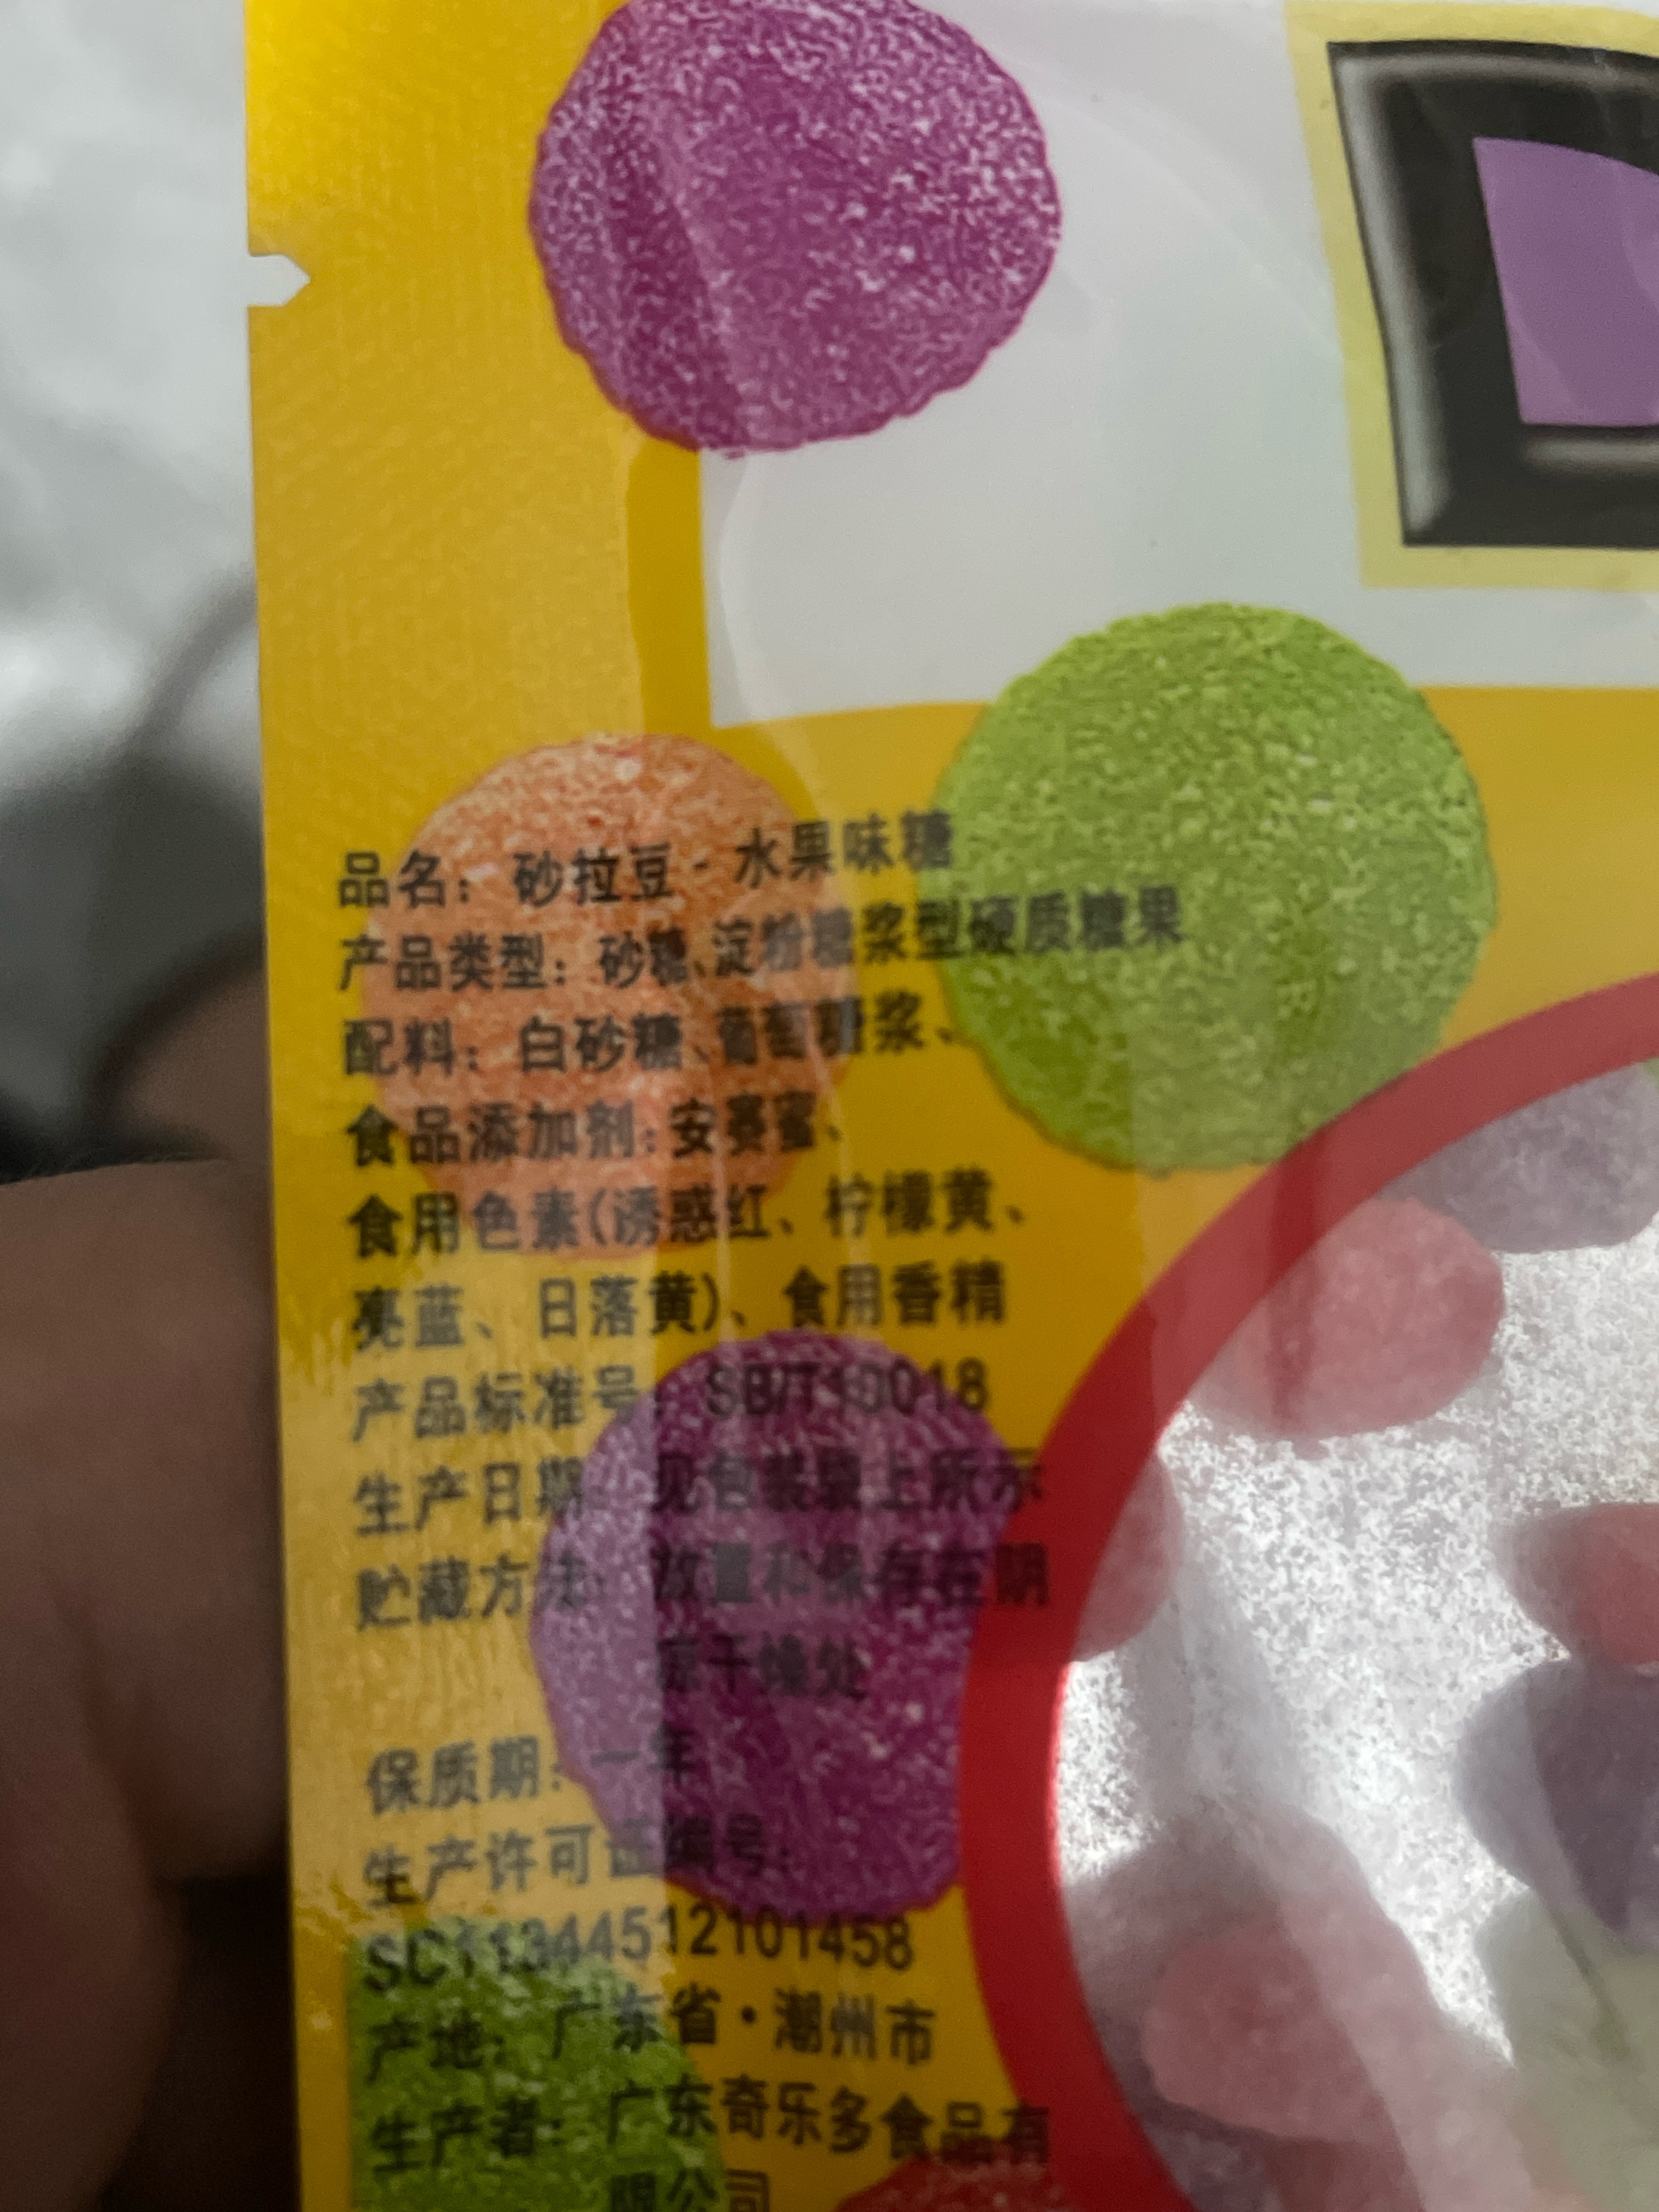 品名：砂拉豆-水果味糖
产品类型：砂糖、淀粉糖浆型硬质糖果
配料：白砂糖、葡萄糖浆、
食品添加剂：安赛蜜、
食用色素(诱惑红、柠檬黄、
亮蓝、日落黄)、食用香精
产品标准号：SB/T10018
生产日期：见包装袋上所示
贮藏方法：放置和保存在阴
凉干燥处
保质期：一年
生产许可证编号：
SC11344512101458
产地：广东省·潮州市
生产者：广东奇乐多食品有
限公司